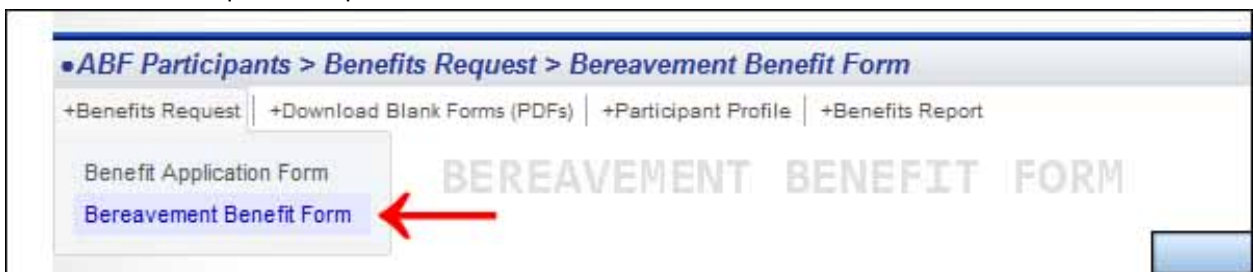 •ABF Participants > Benefits Request > Bereavement Benefit Form
+Benefits Request | +Download Blank Forms (PDFs) | +Participant Profile | +Benefits Report
Benefit Application Form
BEREAVEMENT BENEFIT FORM
Bereavement Benefit Form